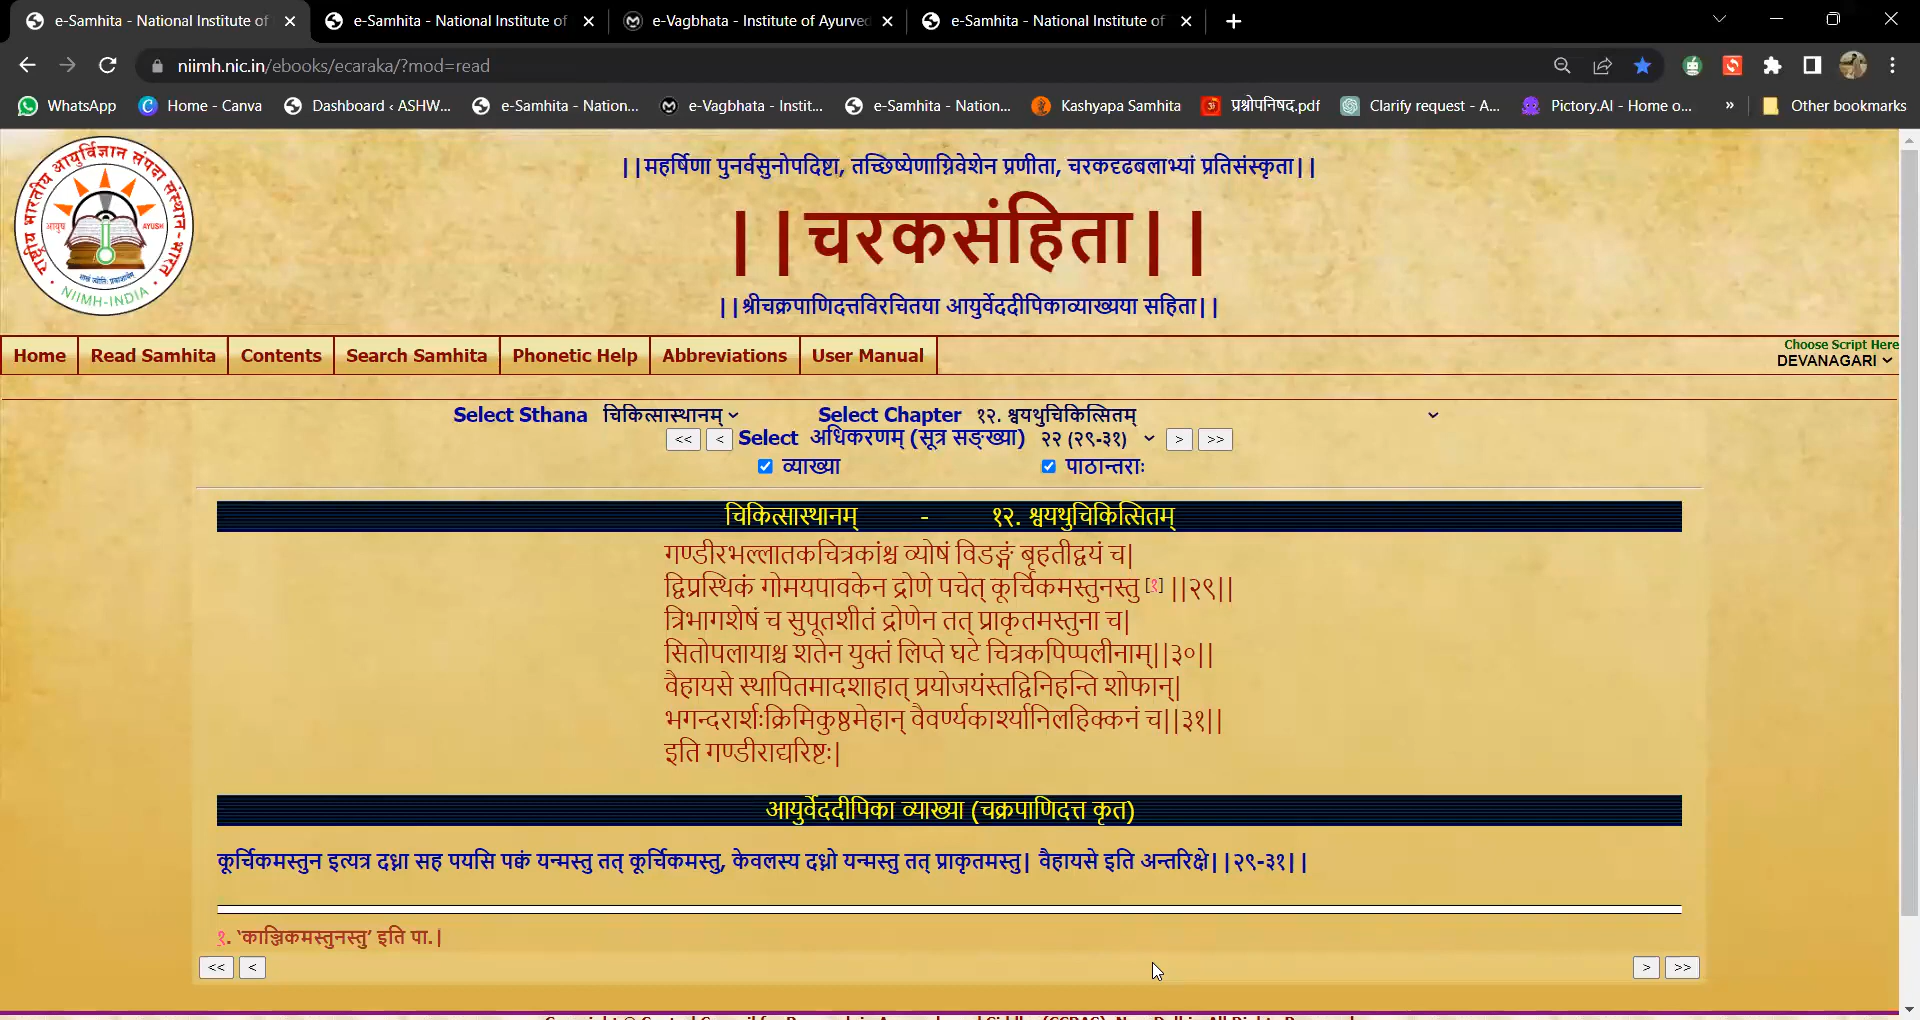 e-Samhita - National Institute of
e-Samhita - National Institute of
e-Vagbhata - Institute of Ayurved
e-Samhita - National Institute of
niimh.nic.in/ebooks/ecaraka/?mod=read
WhatsApp
Home - Canva
Dashboard ‹ ASHW...
e-Samhita - Nation...
e-Vagbhata - Instit...
e-Samhita - Nation...
Kashyapa Samhita
प्रश्नोपनिषद.pdf
Clarify request - A...
Pictory.AI - Home o...
»
Other bookmarks
राष्ट्रीय भारतीय आयुर्विज्ञान संपदा संस्थान-भारत
AYUSH
NIIMH-INDIA
||महर्षिणा पुनर्वसुनोपदिष्टा, तच्छिष्येणाग्निवेशेन प्रणीता, चरकदृढबलाभ्यां प्रतिसंस्कृता||
||चरकसंहिता||
||श्रीचक्रपाणिदत्तविरचितया आयुर्वेददीपिकाव्याख्यया सहिता||
Home
Read Samhita
Contents
Search Samhita
Phonetic Help
Abbreviations
User Manual
Choose Script Here
DEVANAGARI
Select Sthana चिकित्सास्थानम् Select Chapter १२. श्वयथुचिकित्सितम्
<< < Select अधिकरणम् (सूत्र सङ्ख्या) २२ (२९-३१) > >>
व्याख्या पाठान्तराः
चिकित्सास्थानम् - १२. श्वयथुचिकित्सितम्
गण्डीरभल्लातकचित्रकांश्च व्योषं विडङ्गं बृहतीद्वयं च|
द्विप्रस्थिकं गोमयपावकेन द्रोणे पचेत् कूर्चिकमस्तुनस्तु [१] ||२९||
त्रिभागशेषं च सुपूतशीतं द्रोणेन तत् प्राकृतमस्तुना च|
सितोपलायाश्च शतेन युक्तं लिप्ते घटे चित्रकपिप्पलीनाम्||३०||
वैहायसे स्थापितमादशाहात् प्रयोजयंस्तद्विनिहन्ति शोफान्|
भगन्दरार्शःक्रिमिकुष्ठमेहान् वैवर्ण्यकार्श्यानिलहिक्कनं च||३१||
इति गण्डीराद्यरिष्टः|
आयुर्वेददीपिका व्याख्या (चक्रपाणिदत्त कृत)
कूर्चिकमस्तुन इत्यत्र दध्ना सह पयसि पक्वं यन्मस्तु तत् कूर्चिकमस्तु, केवलस्य दध्नो यन्मस्तु तत् प्राकृतमस्तु| वैहायसे इति अन्तरिक्षे||२९-३१||
१. ‘काञ्जिकमस्तुनस्तु’ इति पा.|
<< < > >>